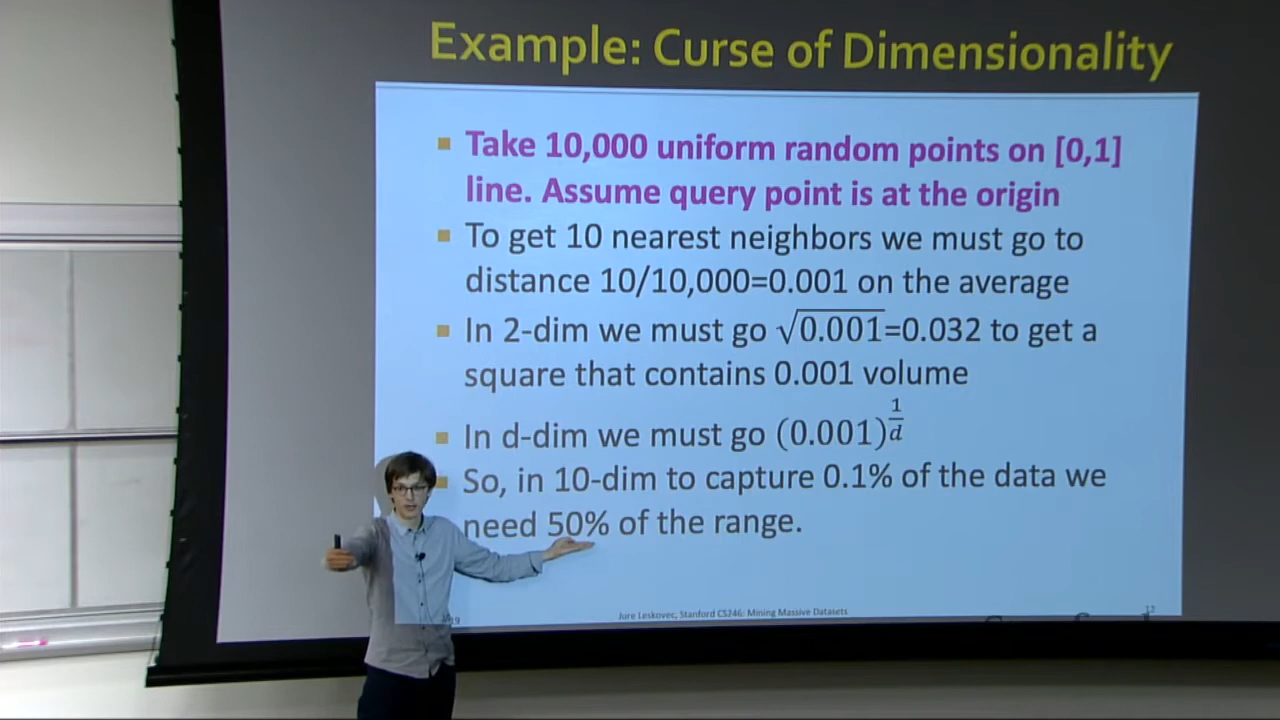 Example: Curse of Dimensionality
Take 10,000 uniform random points on [0,1]
line. Assume query point is at the origin
To get 10 nearest neighbors we must go to
distance 10/10,000=0.001 on the average
In 2-dim we must go √0.001=0.032 to get a
square that contains 0.001 volume
In d-dim we must go (0.001)^(1/d)
So, in 10-dim to capture 0.1% of the data we
need 50% of the range.
Jure Leskovec, Stanford CS246: Mining Massive Datasets
12